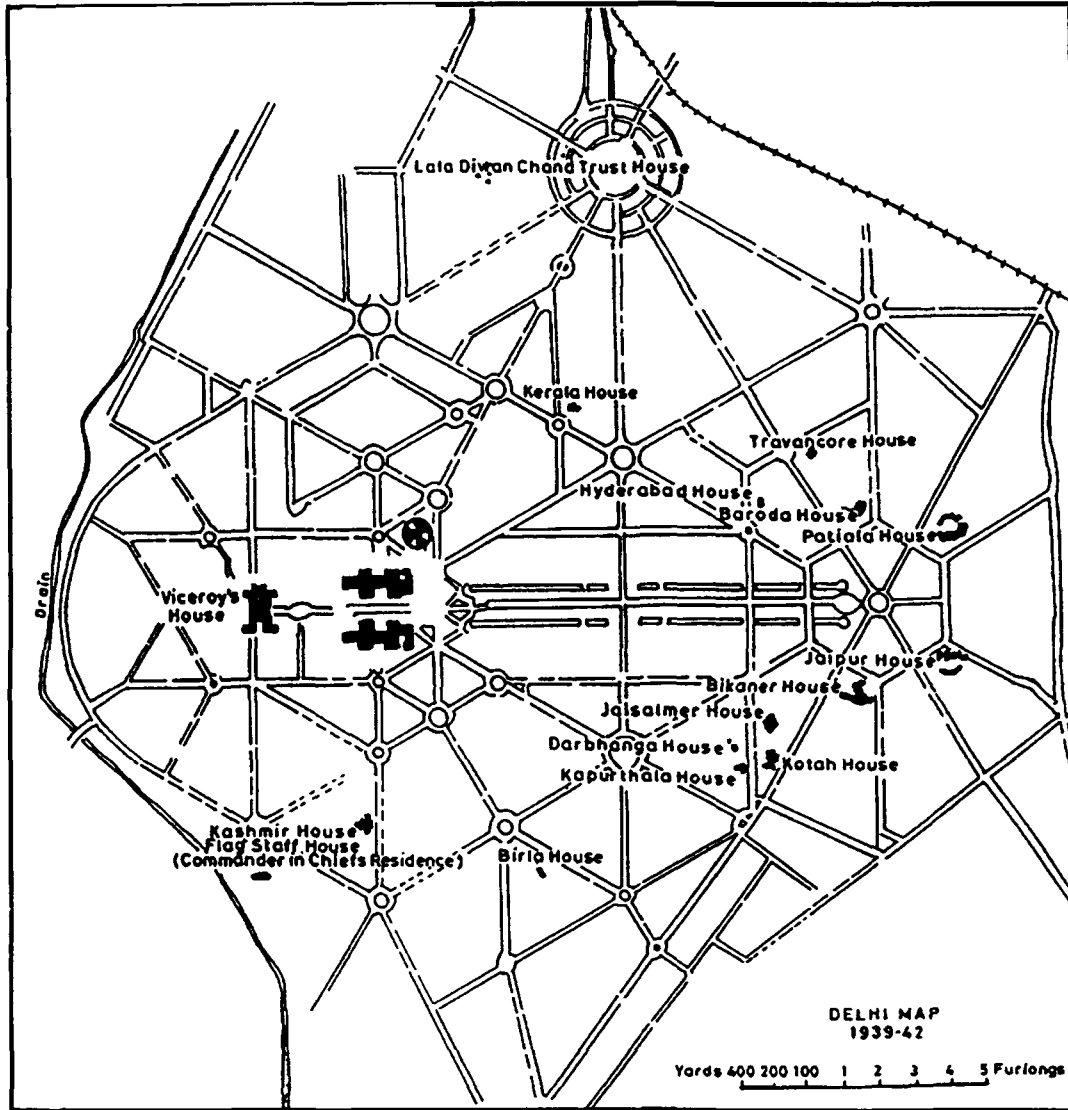 Lala Diwan Chand Trust House
Kerala House
Travancore House
Hyderabad House
Baroda House
Patiala House
Drain
Viceroy's
House
Jaipur House
Bikaner House
Jaisalmer House
Darbhanga House
Kotah House
Kapurthala House
Kashmir House
Flag Staff House
(Commander in Chiefs Residence)
Birla House
DELHI MAP
1939-42
Yards 400 200 100 1 2 3 4 5 Furlongs